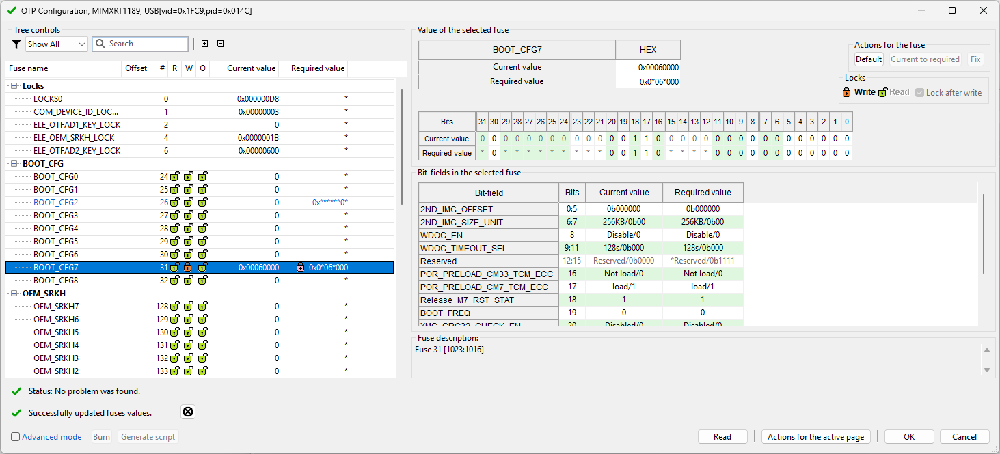 OTP Configuration, MIMXRT1189, USB[vid=0x1FC9,pid=0x014C]
Tree controls
Show All Search
Fuse name Offset # R W O Current value Required value
Locks
LOCKS0 0 0x000000D8 *
COM_DEVICE_ID_LOC... 1 0x00000003 *
ELE_OTFAD1_KEY_LOCK 2 0 *
ELE_OEM_SRKH_LOCK 4 0x0000001B *
ELE_OTFAD2_KEY_LOCK 6 0x00000600 *
BOOT_CFG
BOOT_CFG0 24 0 *
BOOT_CFG1 25 0 *
BOOT_CFG2 26 0 0x******0*
BOOT_CFG3 27 0 *
BOOT_CFG4 28 0 *
BOOT_CFG5 29 0 *
BOOT_CFG6 30 0 *
BOOT_CFG7 31 0x00060000 0x0*06*000
BOOT_CFG8 32 0 *
OEM_SRKH
OEM_SRKH7 128 0 *
OEM_SRKH6 129 0 *
OEM_SRKH5 130 0 *
OEM_SRKH4 131 0 *
OEM_SRKH3 132 0 *
OEM_SRKH2 133 0 *
Value of the selected fuse
BOOT_CFG7 HEX
Current value 0x00060000
Required value 0x0*06*000
Actions for the fuse
Default Current to required Fix
Locks
Write Read Lock after write
Bits 31 30 29 28 27 26 25 24 23 22 21 20 19 18 17 16 15 14 13 12 11 10 9 8 7 6 5 4 3 2 1 0
Current value 0 0 0 0 0 0 0 0 0 0 0 0 0 1 1 0 0 0 0 0 0 0 0 0 0 0 0 0 0 0 0 0
Required value * 0 * * * * * * * * * 0 0 1 1 0 * * * * 0 0 0 0 0 0 0 0 0 0 0 0
Bit-fields in the selected fuse
Bit-field Bits Current value Required value
2ND_IMG_OFFSET 0:5 0b000000 0b000000
2ND_IMG_SIZE_UNIT 6:7 256KB/0b00 256KB/0b00
WDOG_EN 8 Disable/0 Disable/0
WDOG_TIMEOUT_SEL 9:11 128s/0b000 128s/0b000
Reserved 12:15 Reserved/0b0000 *Reserved/0b1111
POR_PRELOAD_CM33_TCM_ECC 16 Not load/0 Not load/0
POR_PRELOAD_CM7_TCM_ECC 17 load/1 load/1
Release_M7_RST_STAT 18 1 1
BOOT_FREQ 19 0 0
20 Disabled/0 Disabled/0
Fuse description:
Fuse 31 [1023:1016]
Status: No problem was found.
Successfully updated fuses values.
Advanced mode Burn Generate script Read Actions for the active page OK Cancel